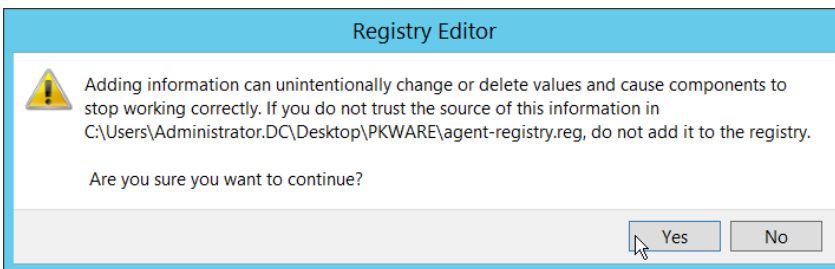 Registry Editor
Adding information can unintentionally change or delete values and cause components to
stop working correctly. If you do not trust the source of this information in
C:\Users\Administrator.DC\Desktop\PKWARE\agent-registry.reg, do not add it to the registry.
Are you sure you want to continue?
Yes No